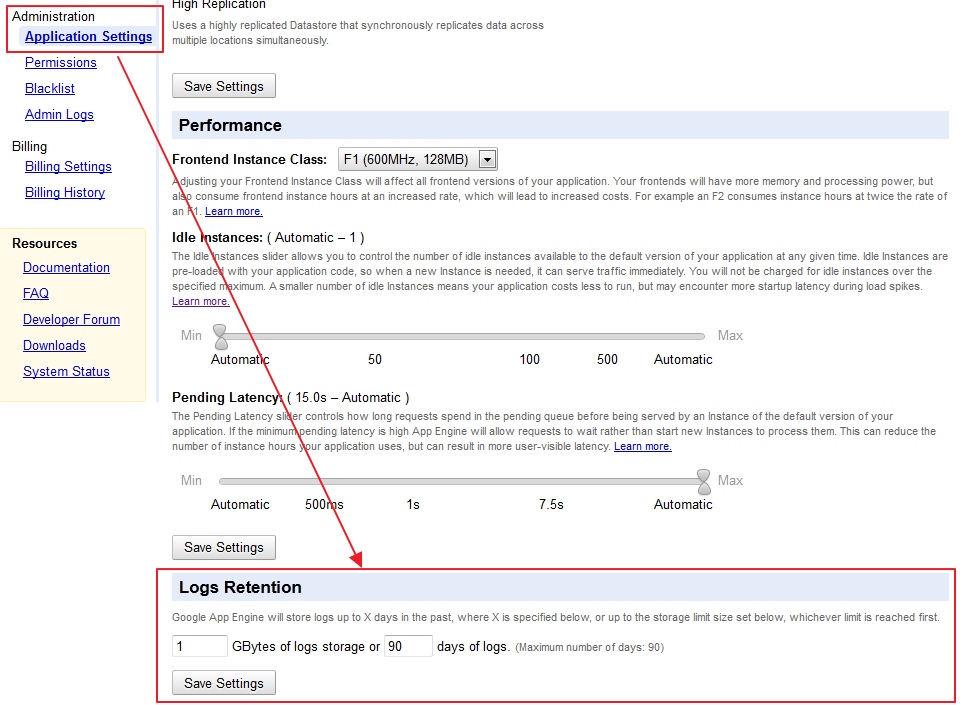 Administration
Application Settings
Permissions
Blacklist
Admin Logs
Billing
Billing Settings
Billing History
Resources
Documentation
FAQ
Developer Forum
Downloads
System Status
High Replication
Uses a highly replicated Datastore that synchronously replicates data across
multiple locations simultaneously.
Save Settings
Performance
Frontend Instance Class: F1 (600MHz, 128MB)
Adjusting your Frontend Instance Class will affect all frontend versions of your application. Your frontends will have more memory and processing power, but
also consume frontend instance hours at an increased rate, which will lead to increased costs. For example an F2 consumes instance hours at twice the rate of
an F1. Learn more.
Idle Instances: ( Automatic – 1 )
The Idle Instances slider allows you to control the number of idle instances available to the default version of your application at any given time. Idle Instances are
pre-loaded with your application code, so when a new Instance is needed, it can serve traffic immediately. You will not be charged for idle instances over the
specified maximum. A smaller number of idle Instances means your application costs less to run, but may encounter more startup latency during load spikes.
Learn more.
Min Max
Automatic 50 100 500 Automatic
Pending Latency: ( 15.0s – Automatic )
The Pending Latency slider controls how long requests spend in the pending queue before being served by an Instance of the default version of your
application. If the minimum pending latency is high App Engine will allow requests to wait rather than start new Instances to process them. This can reduce the
number of instance hours your application uses, but can result in more user-visible latency. Learn more.
Min Max
Automatic 500ms 1s 7.5s Automatic
Save Settings
Logs Retention
Google App Engine will store logs up to X days in the past, where X is specified below, or up to the storage limit size set below, whichever limit is reached first.
1 GBytes of logs storage or 90 days of logs. (Maximum number of days: 90)
Save Settings